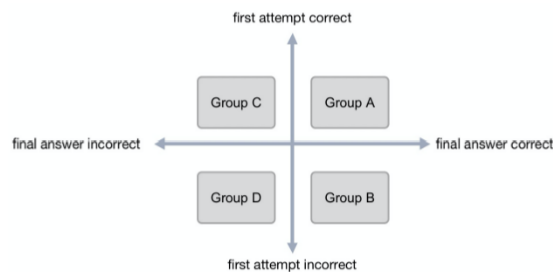 first attempt correct
Group C
Group A
final answer incorrect
final answer correct
Group D
Group B
first attempt incorrect